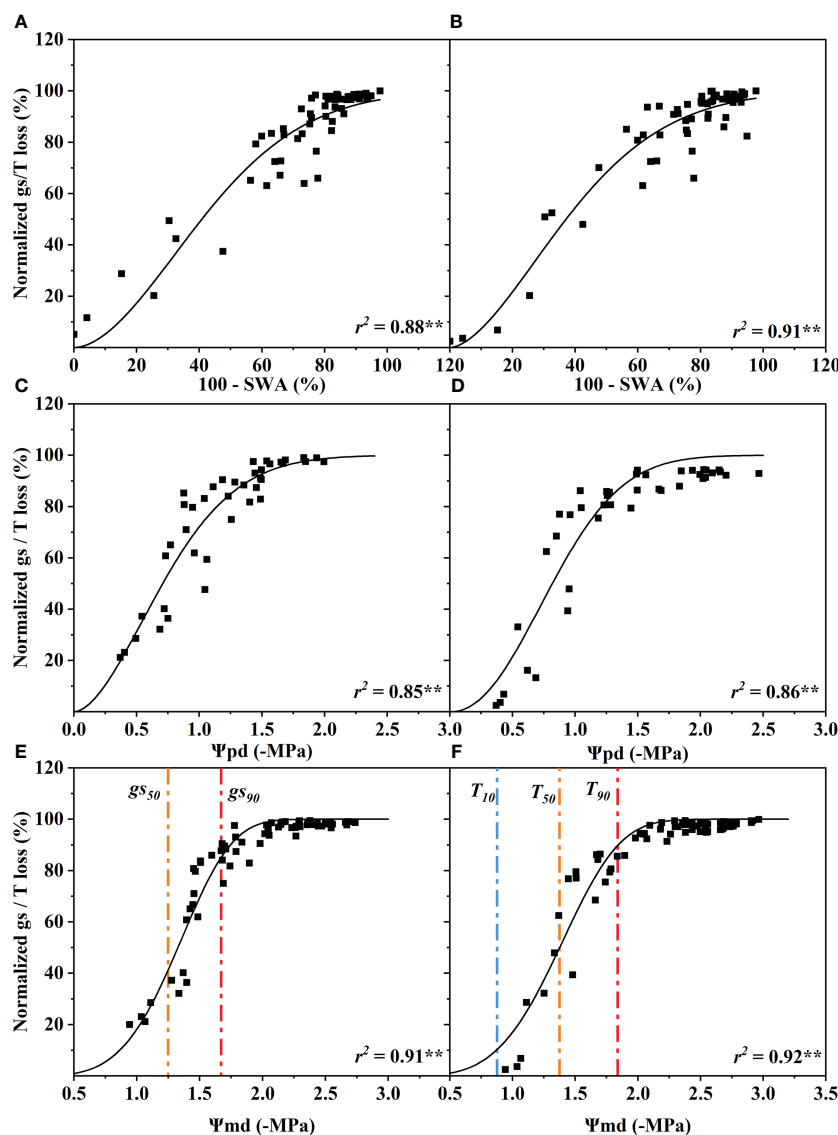 A B
Normalized gs/T loss (%)
120
100
80
60
40
20
r² = 0.88**
r² = 0.91**
0 20 40 60 80 100 120 20 40 60 80 100 120
100 - SWA (%) 100 - SWA (%)
C D
Normalized gs / T loss (%)
120
100
80
60
40
20
r² = 0.85**
r² = 0.86**
0.0 0.5 1.0 1.5 2.0 2.5 0.0 0.5 1.0 1.5 2.0 2.5 3.0
Ψpd (-MPa) Ψpd (-MPa)
E F
Normalized gs / T loss (%)
120
100
80
60
40
20
gs50
gs90
T10
T50
T90
r² = 0.91**
r² = 0.92**
0.5 1.0 1.5 2.0 2.5 3.0 0.5 1.0 1.5 2.0 2.5 3.0 3.5
Ψmd (-MPa) Ψmd (-MPa)